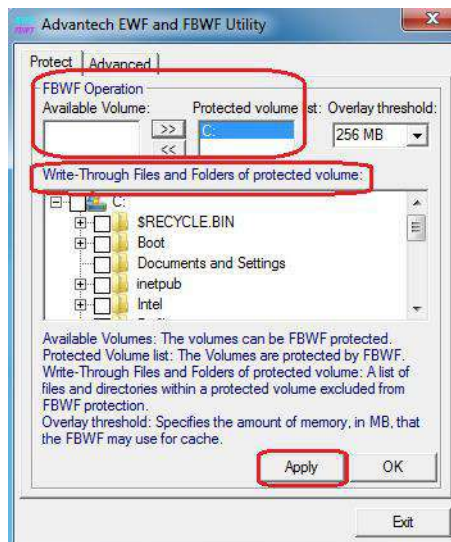 Advantech EWF and FBWF Utility
Protect Advanced
FBWF Operation
Available Volume: Protected volume list: Overlay threshold:
>> C: 256 MB
<<
Write-Through Files and Folders of protected volume:
C:
$RECYCLE.BIN
Boot
Documents and Settings
inetpub
Intel
Available Volumes: The volumes can be FBWF protected.
Protected Volume list: The Volumes are protected by FBWF.
Write-Through Files and Folders of protected volume: A list of
files and directories within a protected volume excluded from
FBWF protection.
Overlay threshold: Specifies the amount of memory, in MB, that
the FBWF may use for cache.
Apply OK
Exit